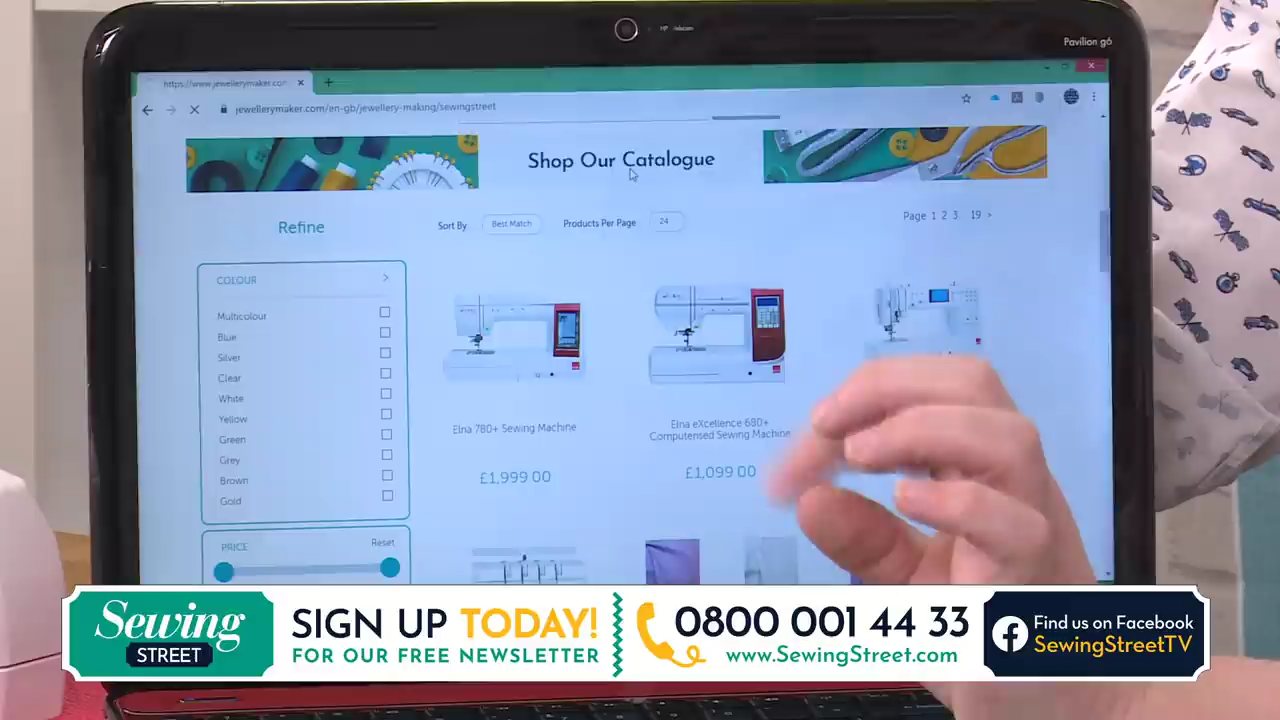 Pavilion g6
https://www.jewellerymaker.co
jewellerymaker.com/en-gb/jewellery-making/sewingstreet
Shop Our Catalogue
Refine
Sort By
Best Match
Products Per Page
24
Page 1 2 3 19 >
COLOUR
Multicolour
Blue
Silver
Clear
White
Yellow
Green
Grey
Brown
Gold
Elna 780+ Sewing Machine
£1,999.00
Elna eXcellence 680+
Computerised Sewing Machine
£1,099.00
PRICE
Reset
Sewing
STREET
SIGN UP TODAY!
FOR OUR FREE NEWSLETTER
0800 001 44 33
www.SewingStreet.com
Find us on Facebook
SewingStreetTV